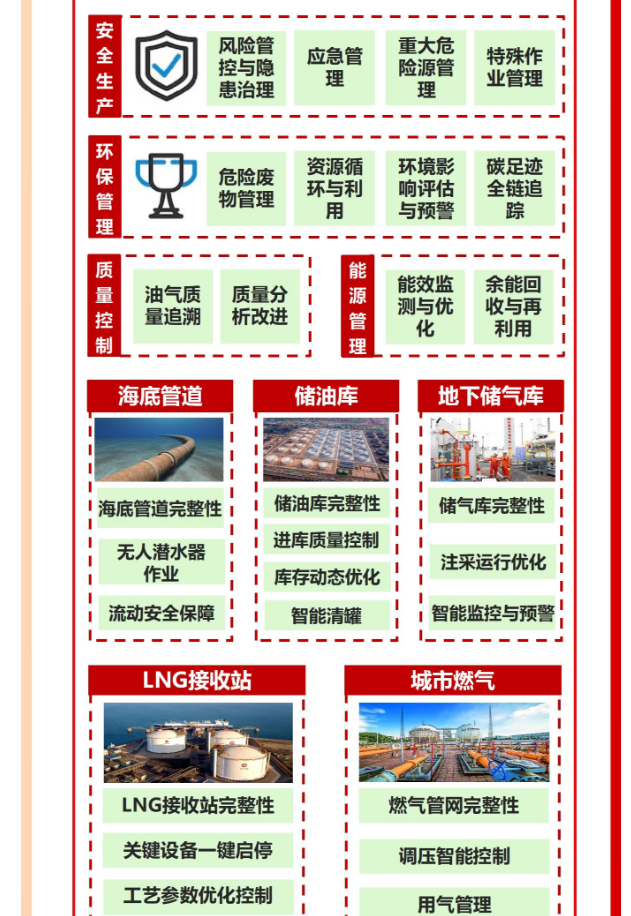 安全生产
风险管
控与隐
患治理
应急管
理
重大危
险源管
理
特殊作
业管理
环保管理
危险废
物管理
资源循
环与利
用
环境影
响评估
与预警
碳足迹
全链追
踪
质量控制
油气质
量追溯
质量分
析改进
能源管理
能效监
测与优
化
余能回
收与再
利用
海底管道
海底管道完整性
无人潜水器
作业
流动安全保障
储油库
储油库完整性
进库质量控制
库存动态优化
智能清罐
地下储气库
储气库完整性
注采运行优化
智能监控与预警
LNG接收站
LNG接收站完整性
关键设备一键启停
工艺参数优化控制
城市燃气
燃气管网完整性
调压智能控制
用气管理